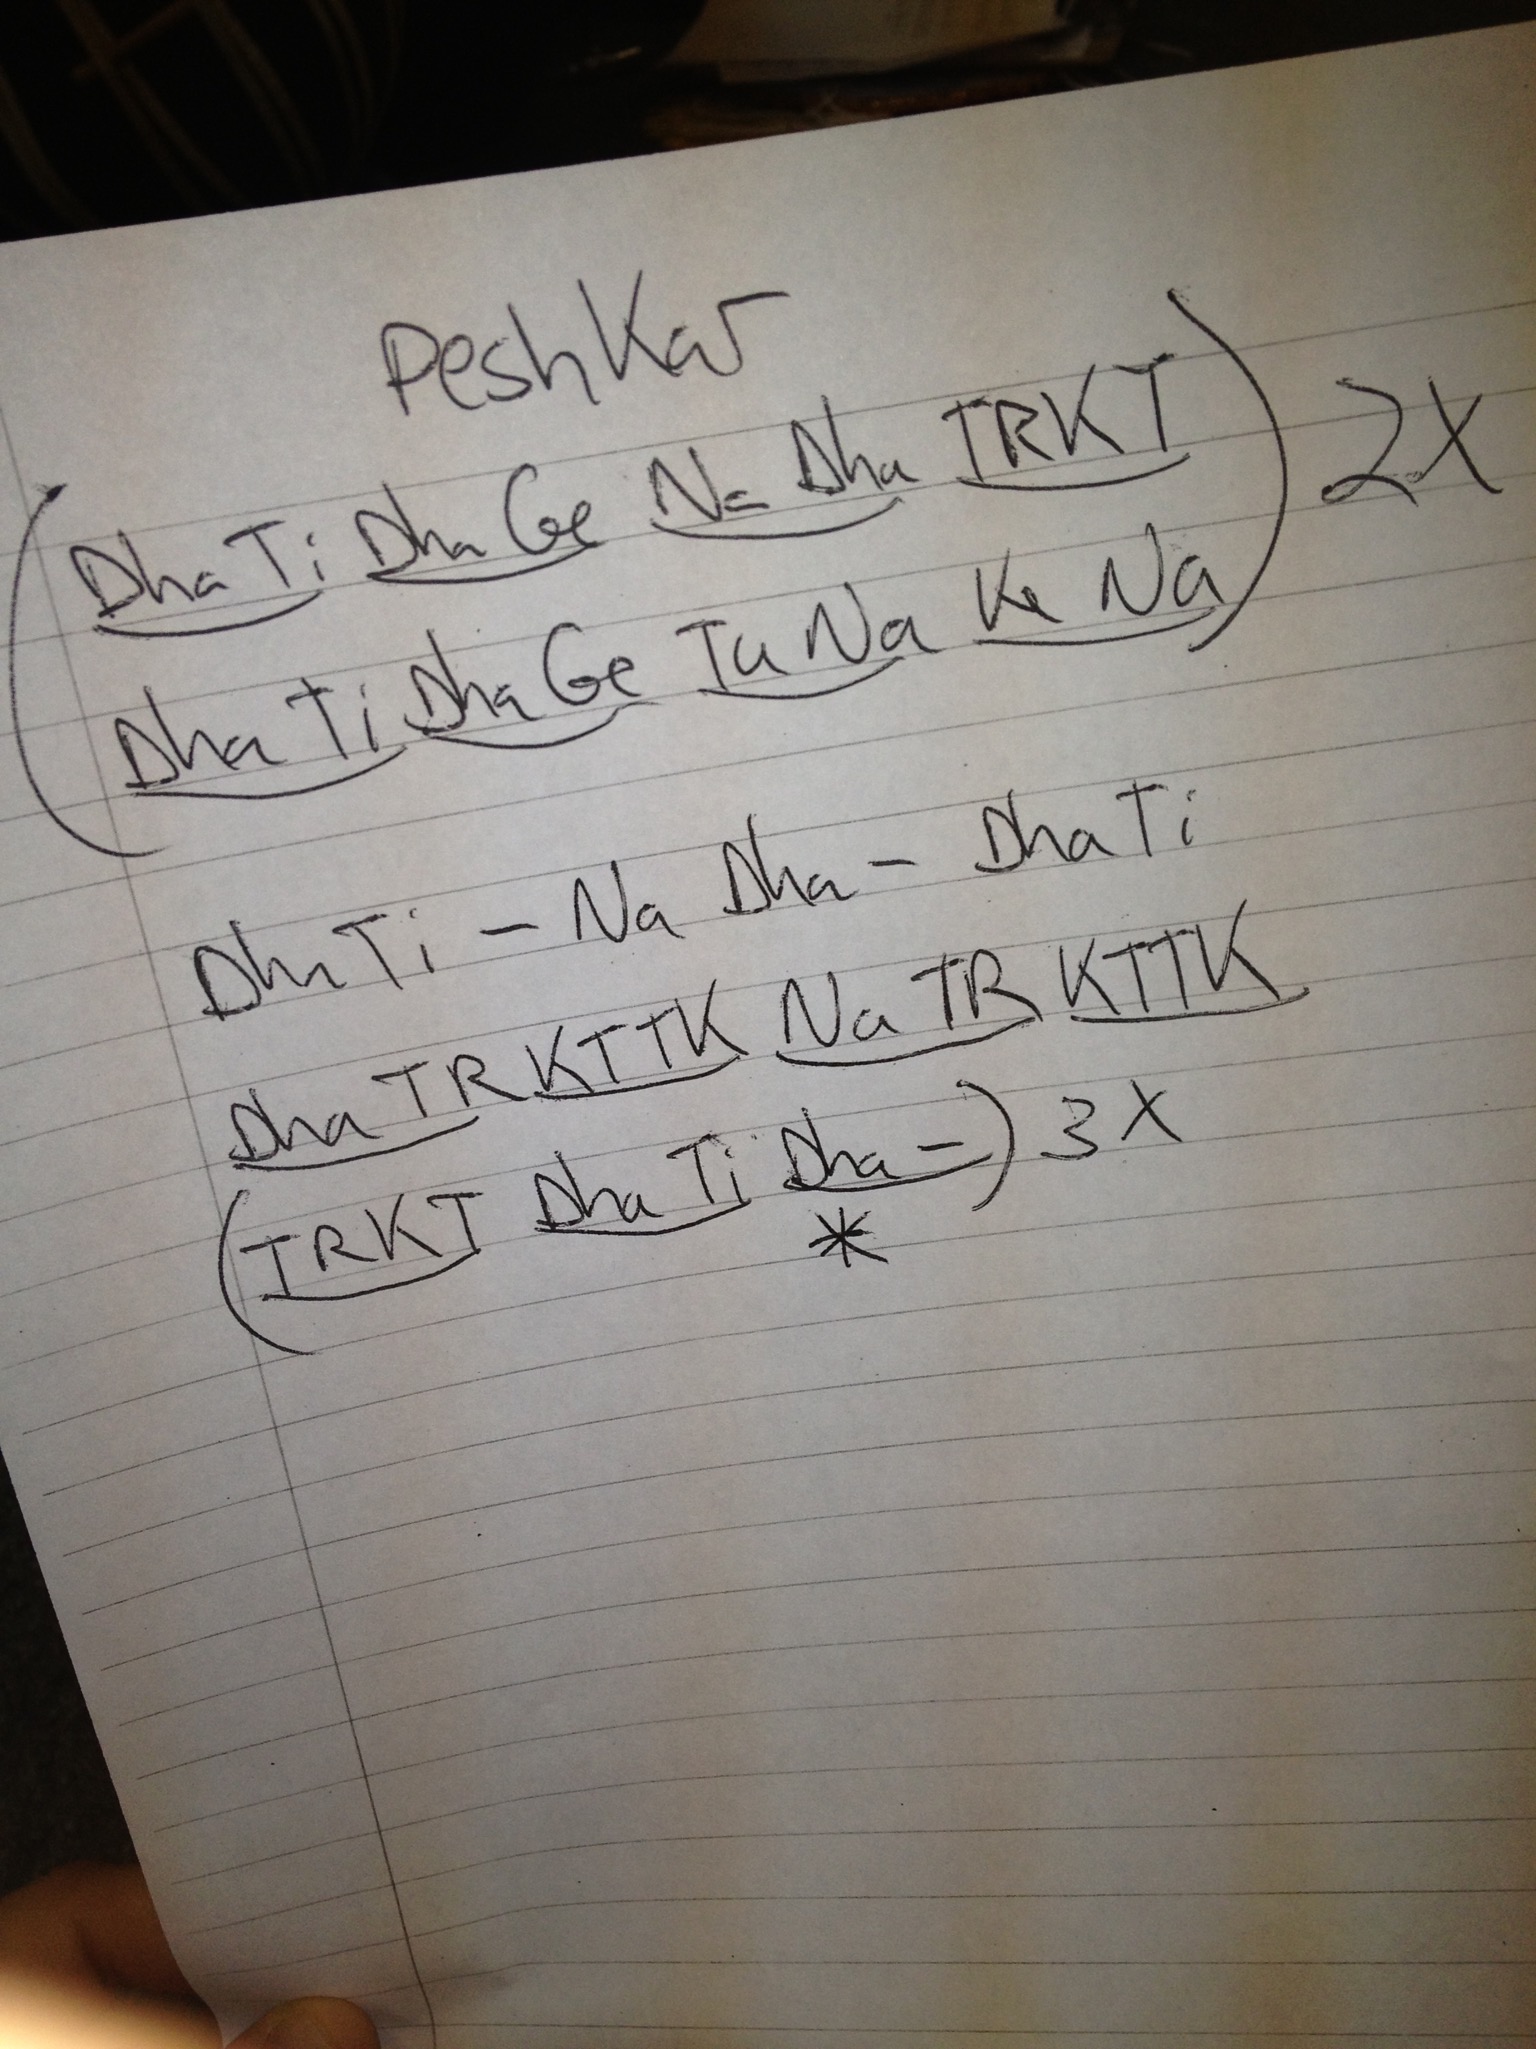 Peshkar
(Dha Ti Dha Ge Na Dha TRKT
Dha Ti Dha Ge Tu Na Ke Na) 2X
Dha Ti - Na Dha - Dha Ti
Dha TR KTTK Na TR KTTK
(TRKT Dha Ti Dha -) 3X
*